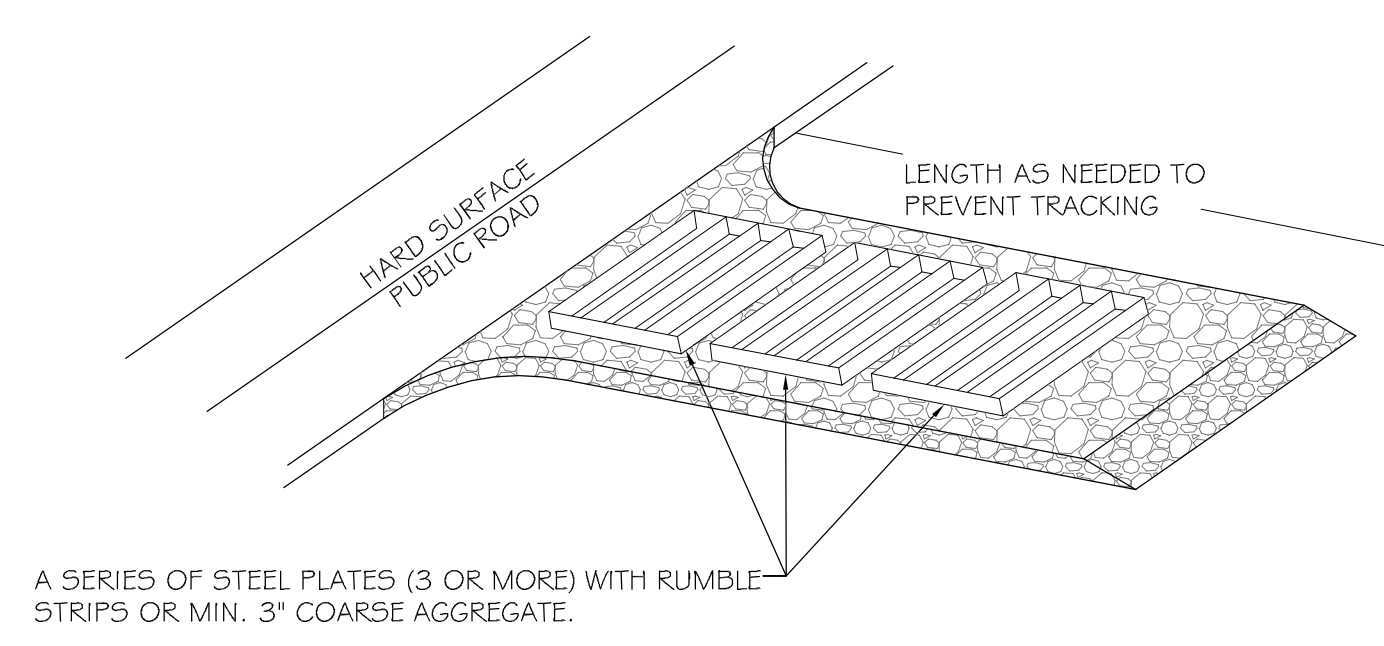 HARD SURFACE
PUBLIC ROAD
LENGTH AS NEEDED TO
PREVENT TRACKING
A SERIES OF STEEL PLATES (3 OR MORE) WITH RUMBLE
STRIPS OR MIN. 3" COARSE AGGREGATE.